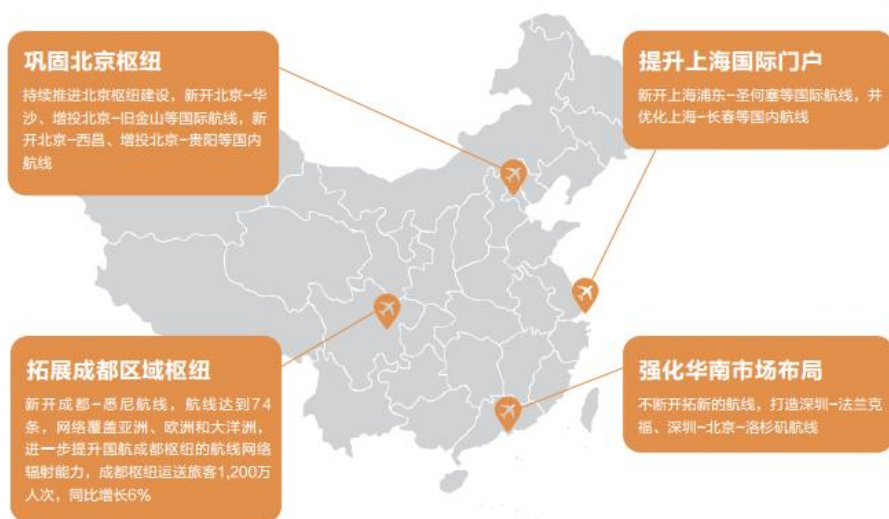 巩固北京枢纽
持续推进北京枢纽建设，新开北京-华
沙、增投北京-旧金山等国际航线，新
开北京-西昌、增投北京-贵阳等国内
航线
提升上海国际门户
新开上海浦东-圣何塞等国际航线，并
优化上海-长春等国内航线
拓展成都区域枢纽
新开成都-悉尼航线，航线达到74
条，网络覆盖亚洲、欧洲和大洋洲，
进一步提升国航成都枢纽的航线网络
辐射能力，成都枢纽运送旅客1,200万
人次，同比增长6%
强化华南市场布局
不断开拓新的航线，打造深圳-法兰克
福、深圳-北京-洛杉矶航线